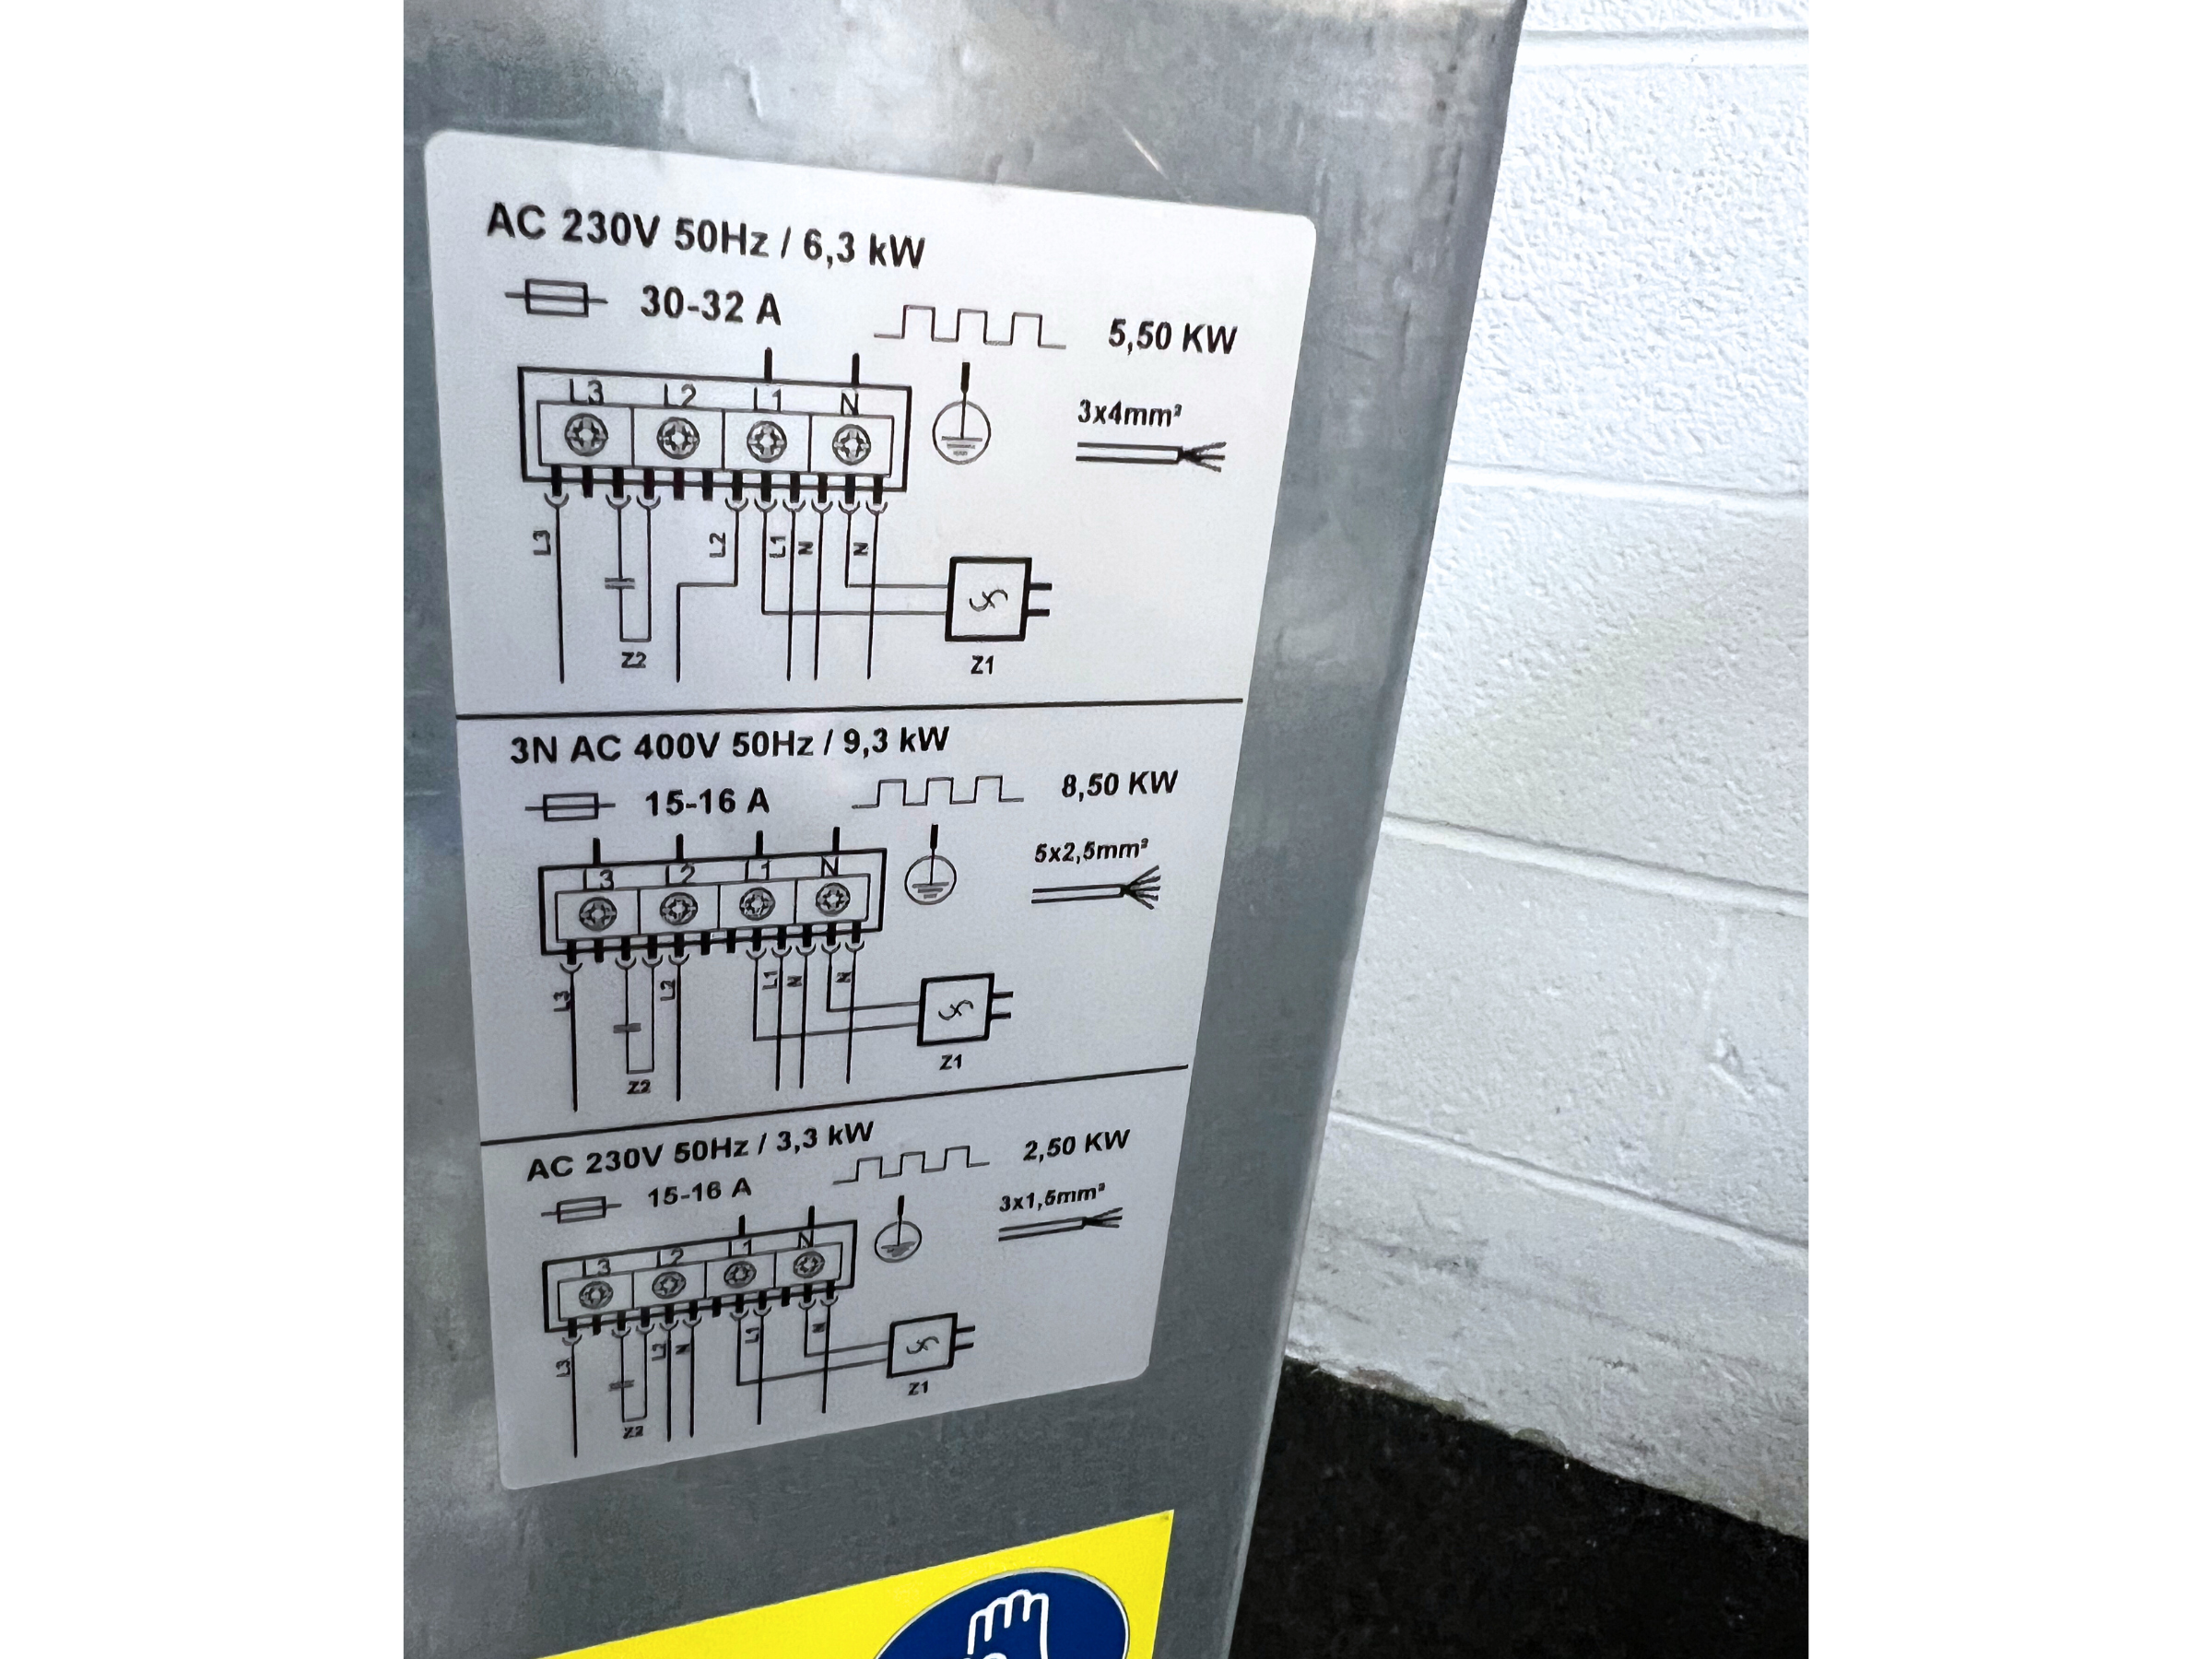 AC 230V 50Hz / 6,3 kW
30-32 A
5,50 KW
L3 L2 L1 N
3x4mm²
L3 L2 L1 N N
Z2
Z1
3N AC 400V 50Hz / 9,3 kW
15-16 A
8,50 KW
L3 L2 L1 N
5x2,5mm²
L3 L2 L1 N N
Z2
Z1
AC 230V 50Hz / 3,3 kW
15-16 A
2,50 KW
L3 L2 L1 N
3x1,5mm²
L3 L2 N L1 N
Z2
Z1